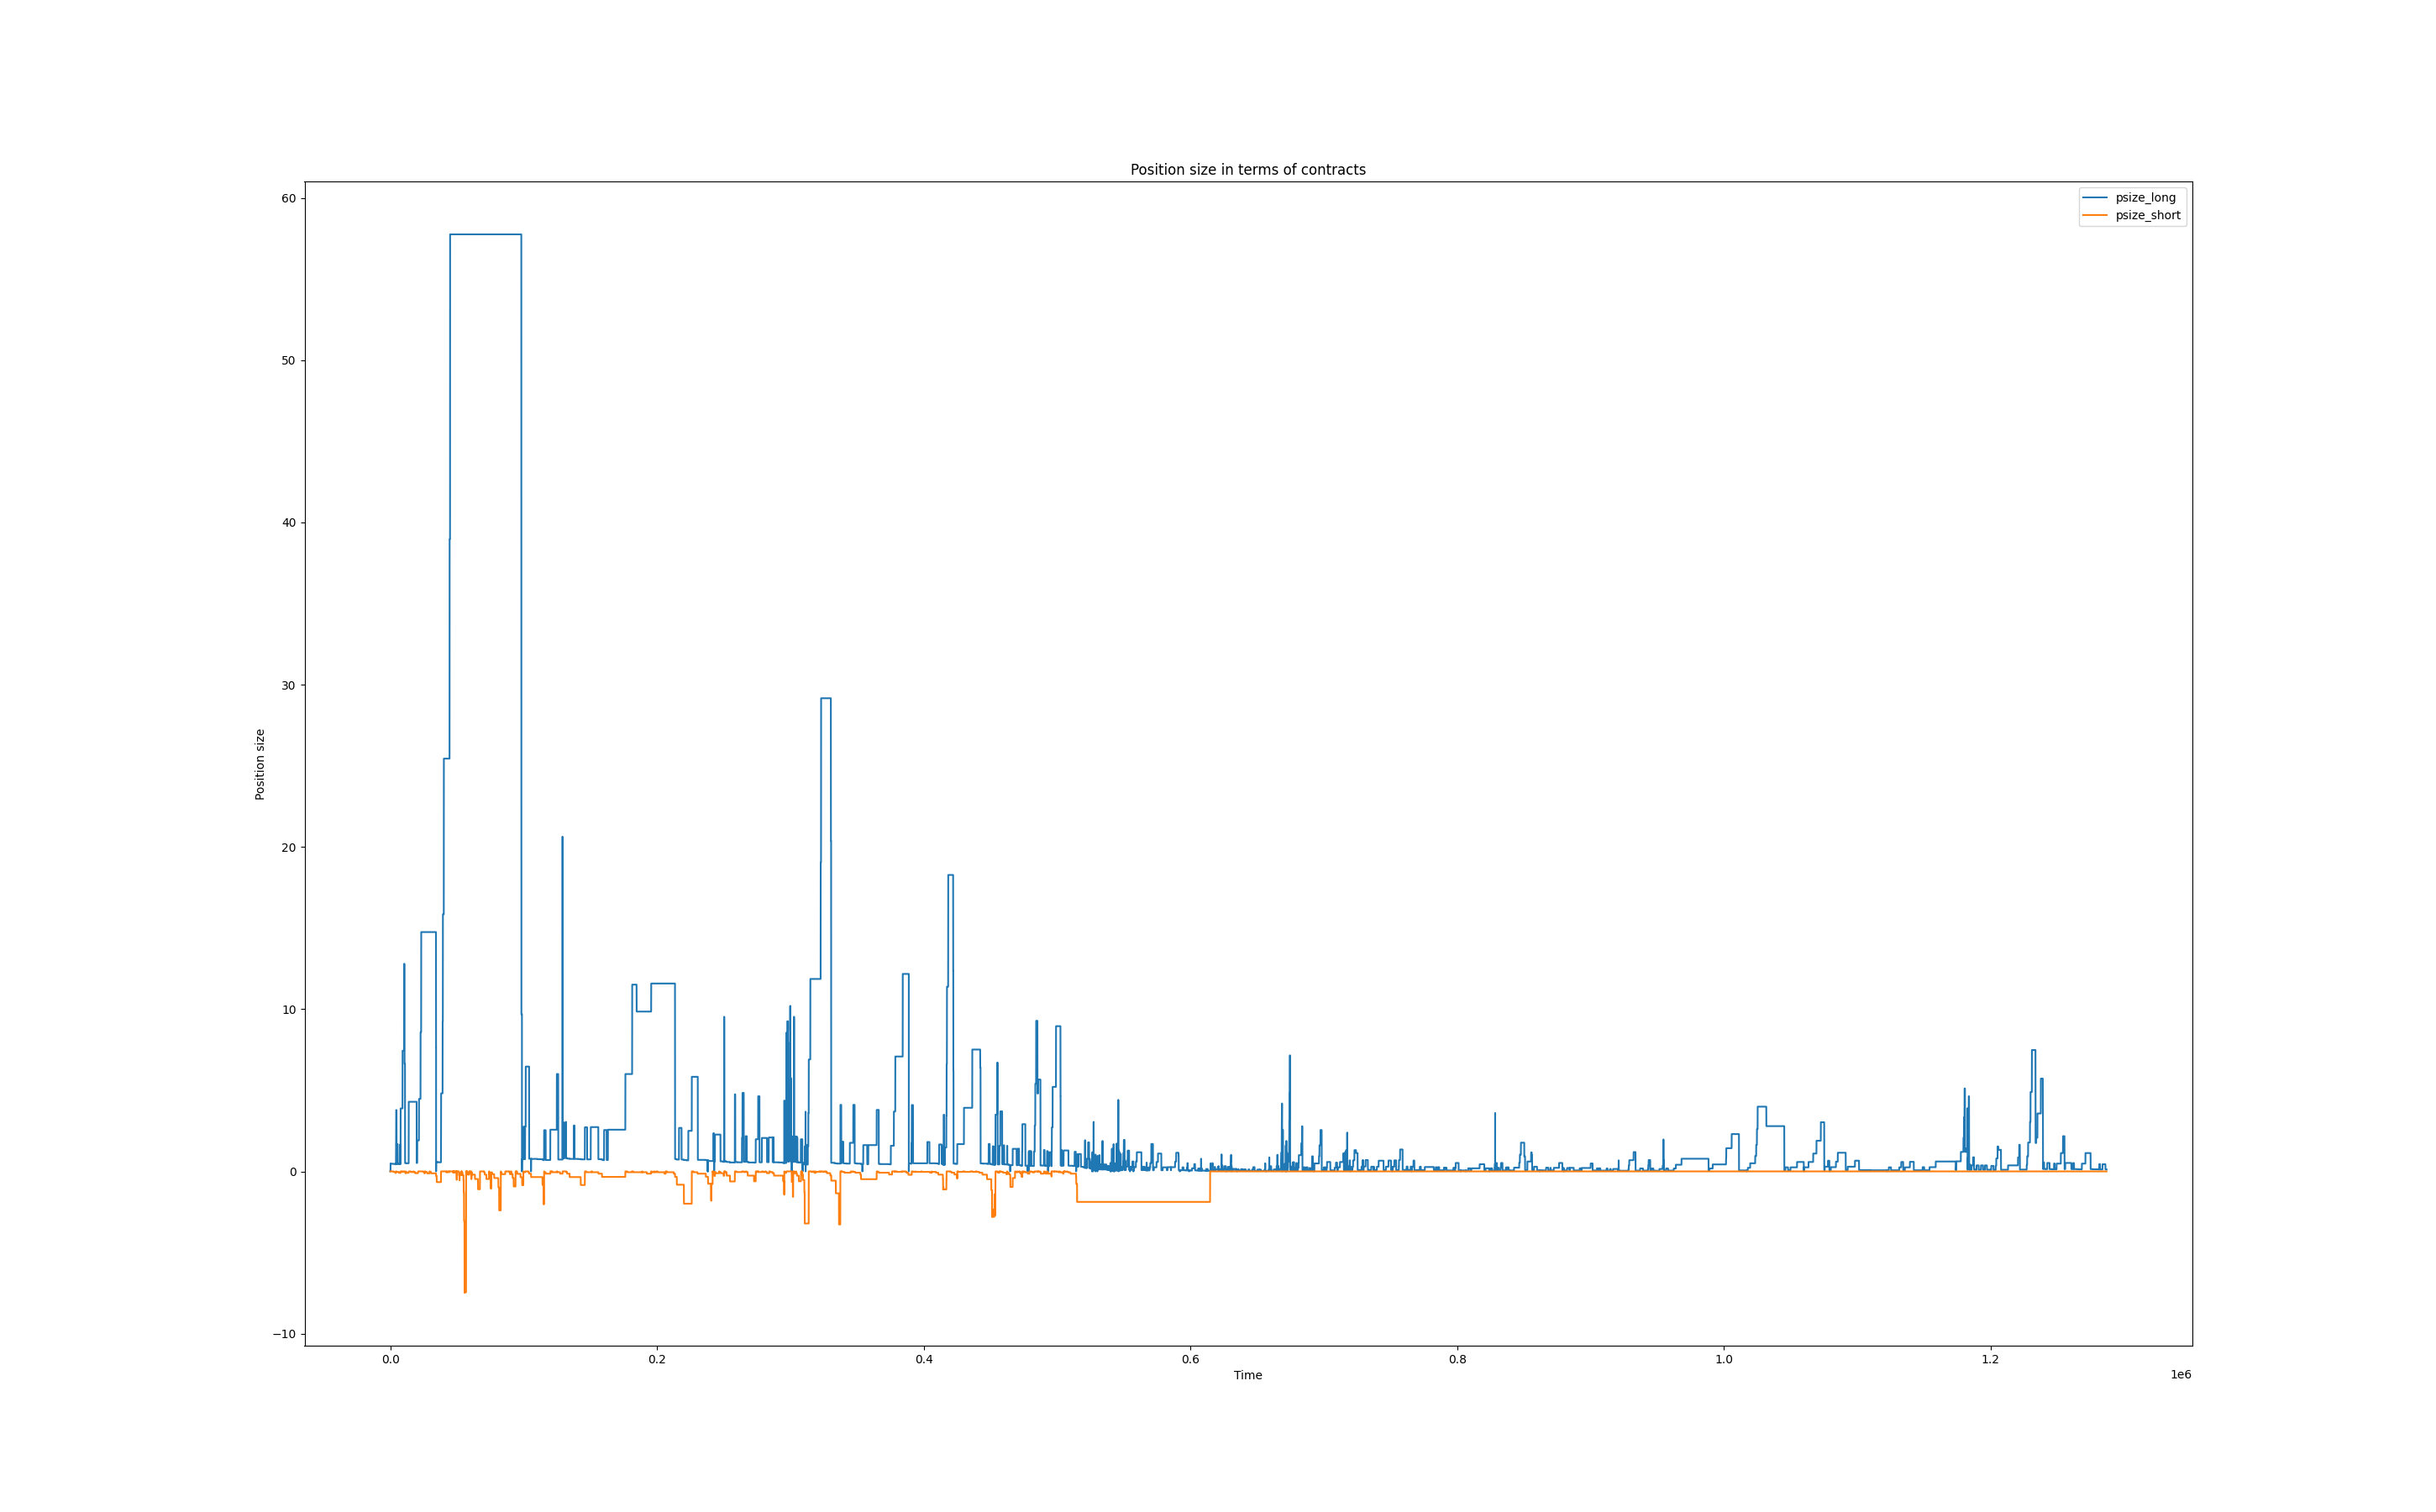 Position size in terms of contracts
psize_long
psize_short
60
50
40
30
20
10
0
−10
Position size
0.0 0.2 0.4 0.6 0.8 1.0 1.2
Time
1e6